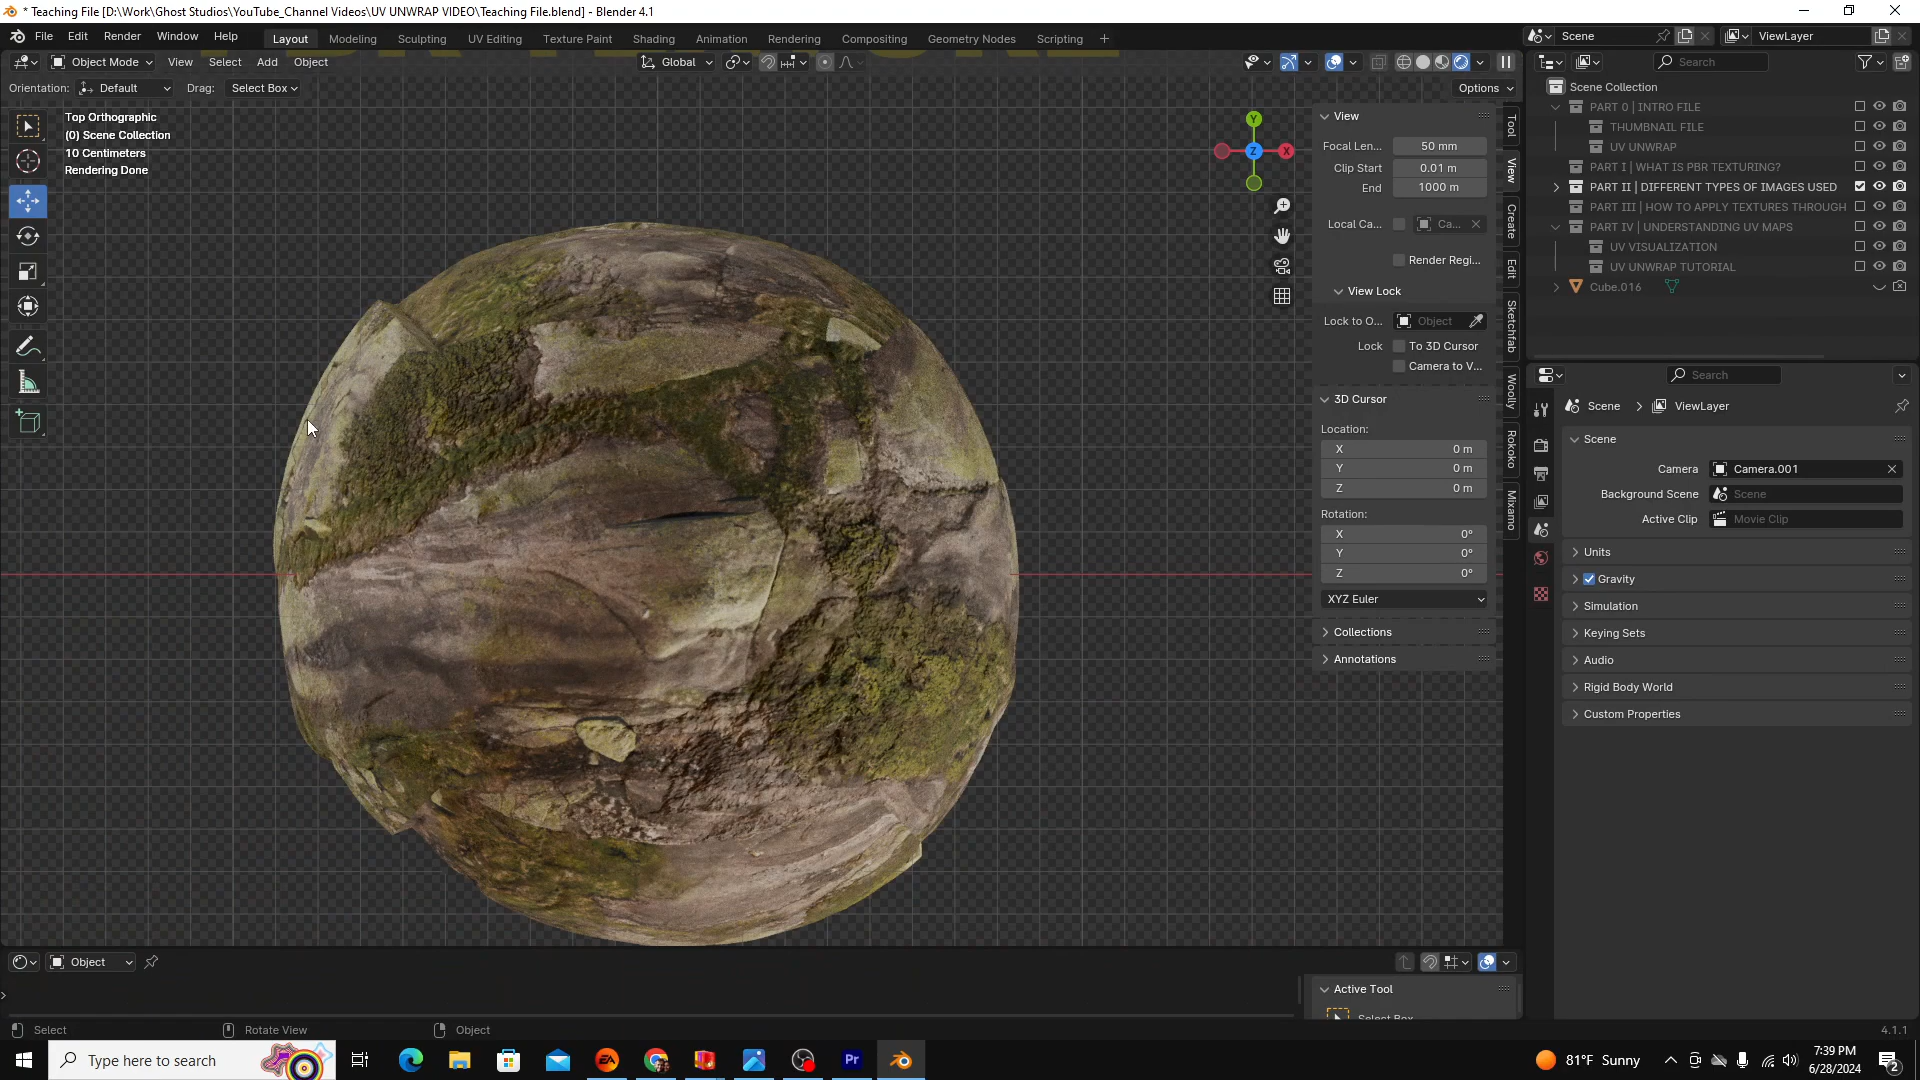 * Teaching File [D:\Work\Ghost Studios\YouTube_Channel Videos\UV UNWRAP VIDEO\Teaching File.blend] - Blender 4.1
File Edit Render Window Help
Layout Modeling Sculpting UV Editing Texture Paint Shading Animation Rendering Compositing Geometry Nodes Scripting +
Scene
ViewLayer
Object Mode View Select Add Object
Global
Search
Orientation: Default Drag: Select Box
Options
Top Orthographic
(0) Scene Collection
10 Centimeters
Rendering Done
Y
Z
X
View
Focal Len... 50 mm
Clip Start 0.01 m
End 1000 m
Local Ca... Ca...
Render Regi...
View Lock
Lock to O... Object
Lock To 3D Cursor
Camera to V...
3D Cursor
Location:
X 0 m
Y 0 m
Z 0 m
Rotation:
X 0°
Y 0°
Z 0°
XYZ Euler
Collections
Annotations
Tool
View
Create
Edit
Sketchfab
Woolly
Rokoko
Mixamo
Scene Collection
PART 0 | INTRO FILE
THUMBNAIL FILE
UV UNWRAP
PART I | WHAT IS PBR TEXTURING?
PART II | DIFFERENT TYPES OF IMAGES USED
PART III | HOW TO APPLY TEXTURES THROUGH
PART IV | UNDERSTANDING UV MAPS
UV VISUALIZATION
UV UNWRAP TUTORIAL
Cube.016
Search
Scene ViewLayer
Scene
Camera Camera.001
Background Scene Scene
Active Clip Movie Clip
Units
Gravity
Simulation
Keying Sets
Audio
Rigid Body World
Custom Properties
Object
Active Tool
Select Box
Select Rotate View Object
4.1.1
Type here to search
EA
Pr
81°F Sunny
7:39 PM
6/28/2024
2